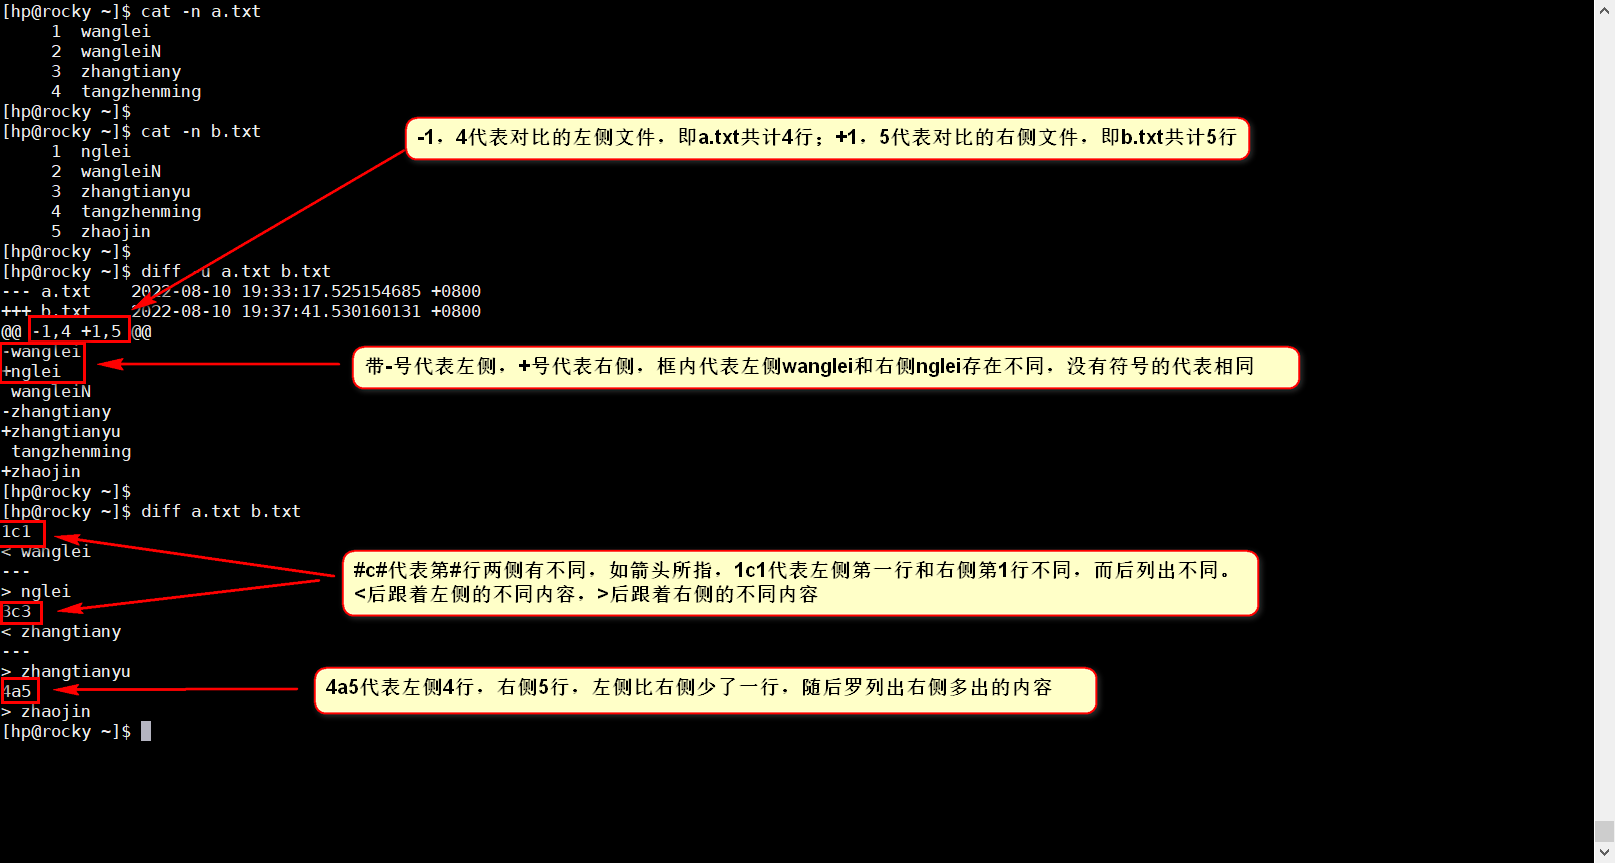 [hp@rocky ~]$ cat -n a.txt
1 wanglei
2 wangleiN
3 zhangtiany
4 tangzhenming
[hp@rocky ~]$
[hp@rocky ~]$ cat -n b.txt
-1，4代表对比的左侧文件，即a.txt共计4行；+1，5代表对比的右侧文件，即b.txt共计5行
1 nglei
2 wangleiN
3 zhangtianyu
4 tangzhenming
5 zhaojin
[hp@rocky ~]$
[hp@rocky ~]$ diff -u a.txt b.txt
--- a.txt 2022-08-10 19:33:17.525154685 +0800
+++ b.txt 2022-08-10 19:37:41.530160131 +0800
@@ -1,4 +1,5 @@
-wanglei
+nglei
带-号代表左侧，+号代表右侧，框内代表左侧wanglei和右侧nglei存在不同，没有符号的代表相同
wangleiN
-zhangtiany
+zhangtianyu
tangzhenming
+zhaojin
[hp@rocky ~]$
[hp@rocky ~]$ diff a.txt b.txt
1c1
< wanglei
---
> nglei
#c#代表第#行两侧有不同，如箭头所指，1c1代表左侧第一行和右侧第1行不同，而后列出不同。
<后跟着左侧的不同内容，>后跟着右侧的不同内容
3c3
< zhangtiany
---
> zhangtianyu
4a5
4a5代表左侧4行，右侧5行，左侧比右侧少了一行，随后罗列出右侧多出的内容
> zhaojin
[hp@rocky ~]$